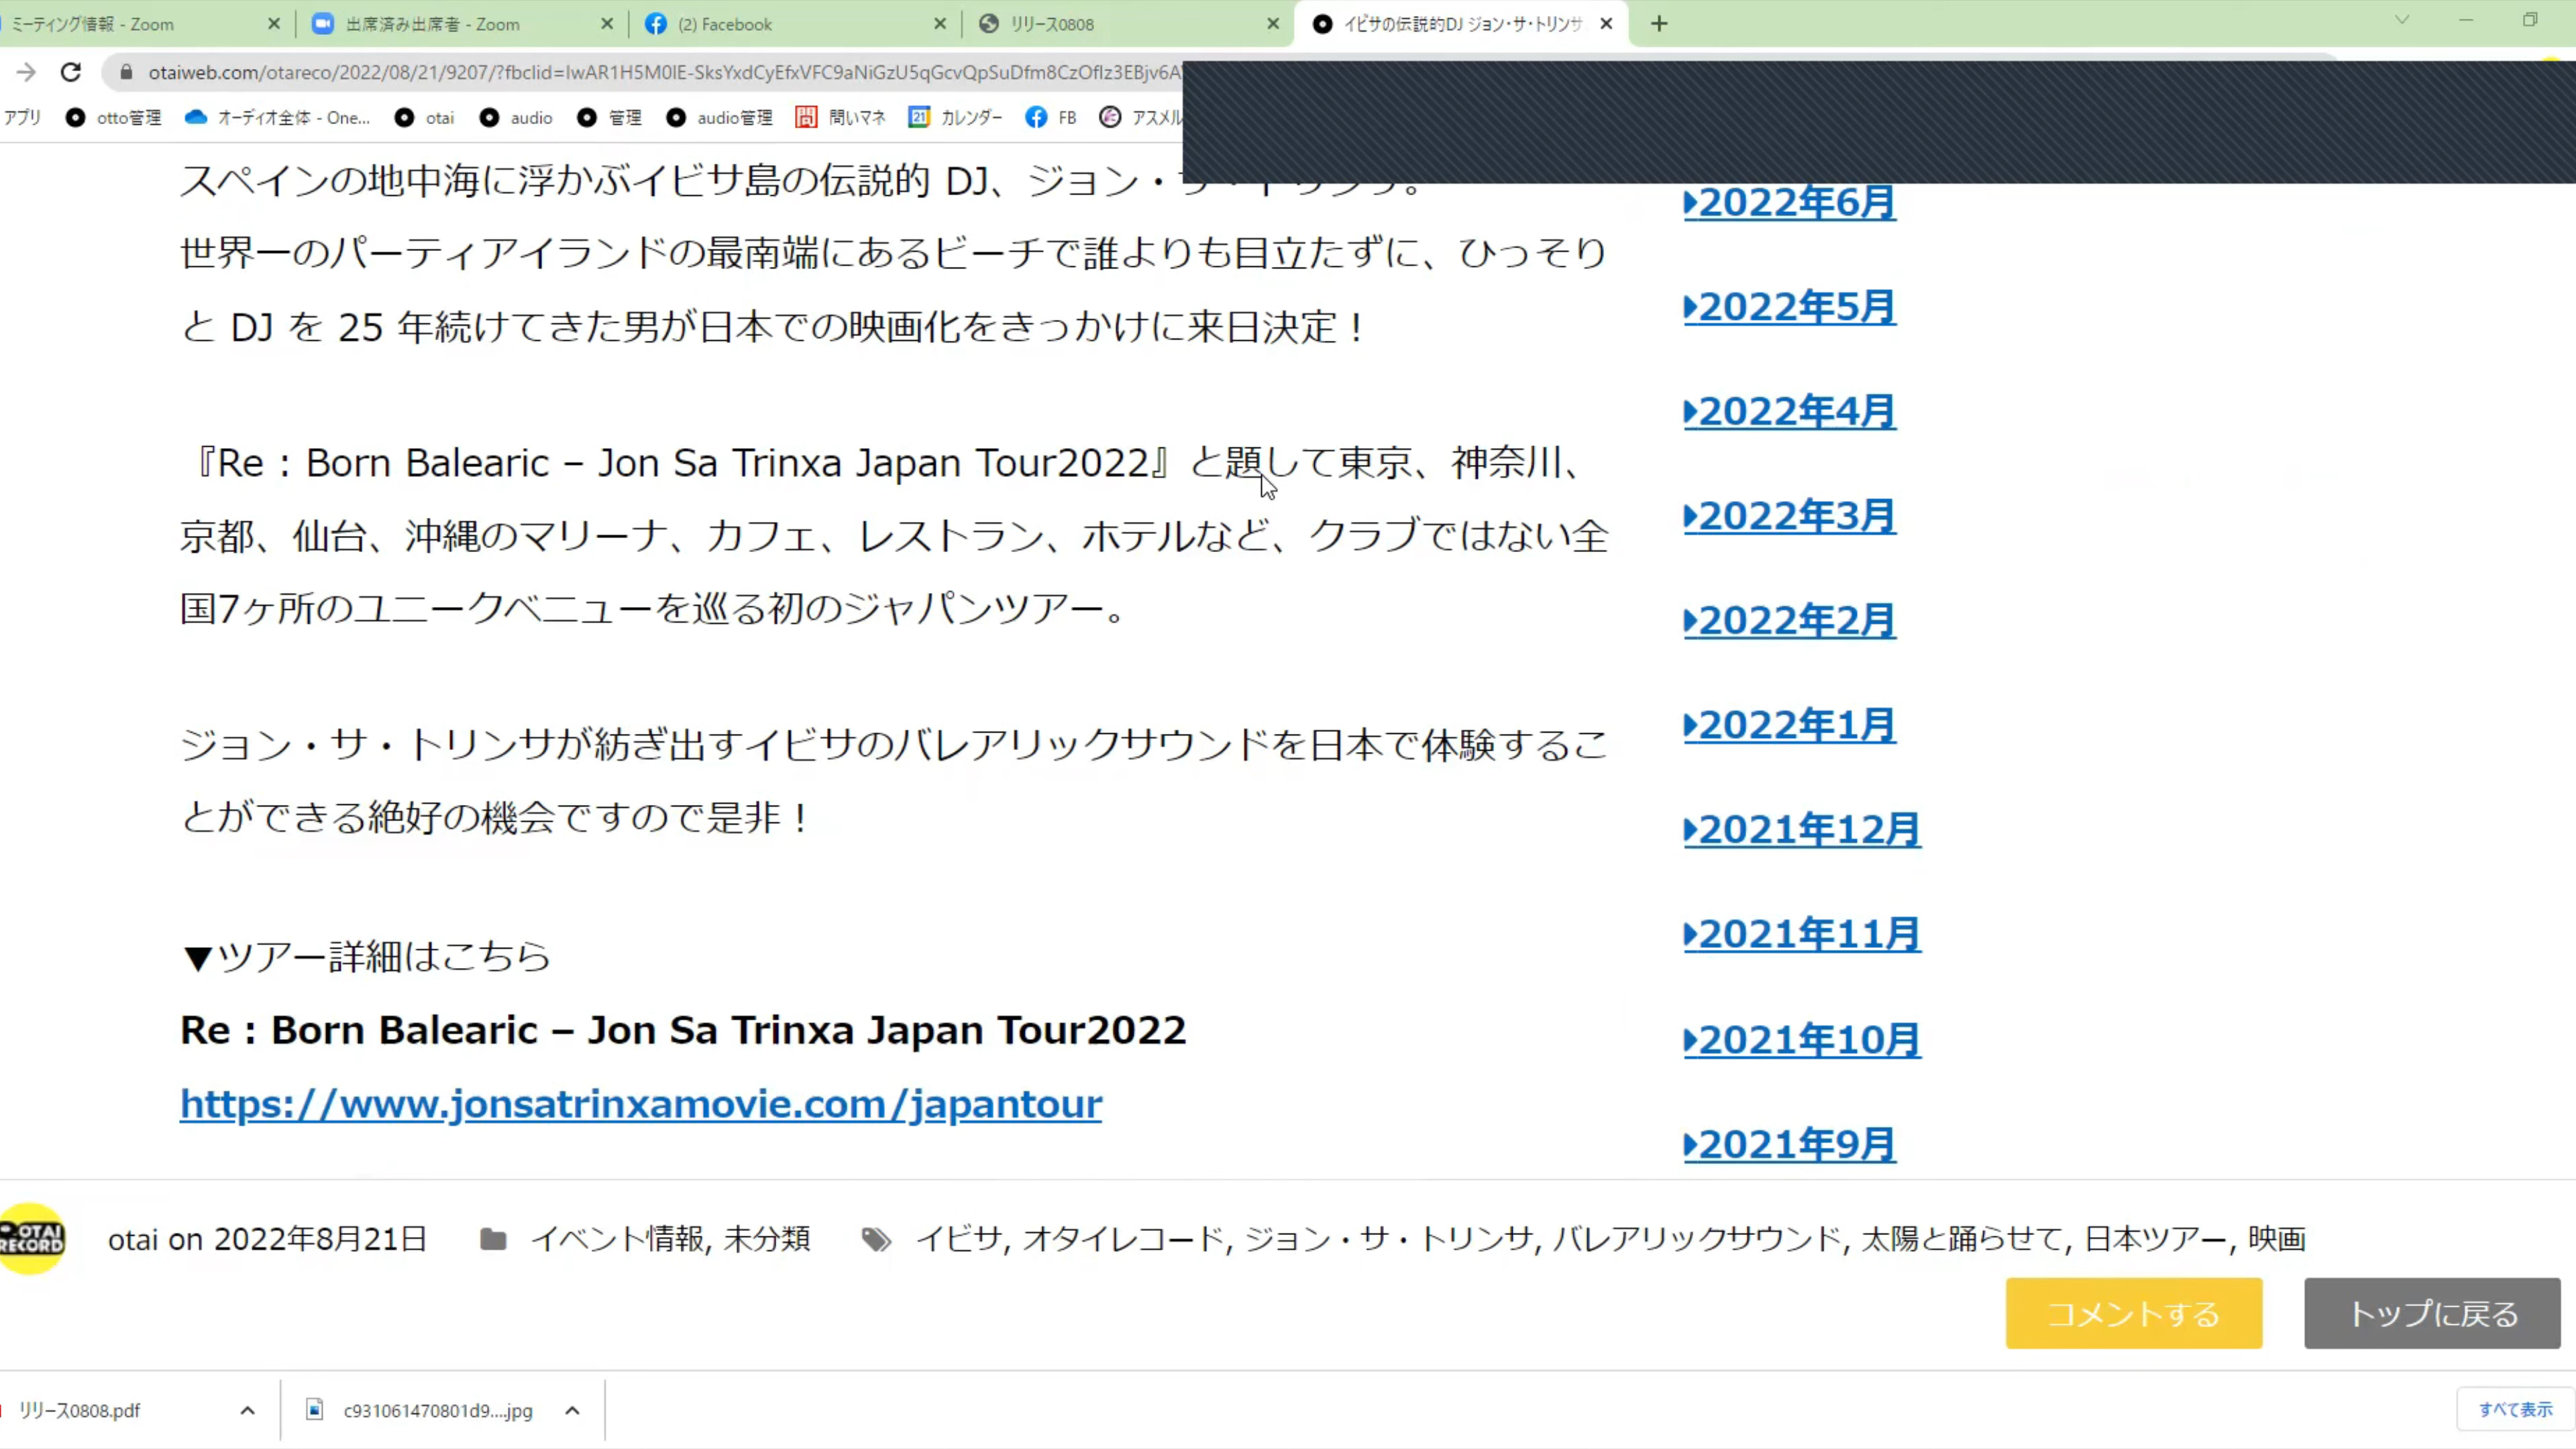 ミーティング情報 - Zoom
出席済み出席者 - Zoom
(2) Facebook
リリース0808
イビサの伝説的DJ ジョン・サ・トリンサ
otaiweb.com/otareco/2022/08/21/9207/?fbclid=IwAR1H5M0lE-SksYxdCyEfxVFC9aNiGzU5qGcvQpSuDfm8CzOfIz3EBjv6A
アプリ otto管理 オーディオ全体 - One... otai audio 管理 audio管理 問いマネ カレンダー FB アスメル
スペインの地中海に浮かぶイビサ島の伝説的 DJ、ジョン・サ・トリンサ。
世界一のパーティアイランドの最南端にあるビーチで誰よりも目立たずに、ひっそり
と DJ を 25 年続けてきた男が日本での映画化をきっかけに来日決定！
『Re : Born Balearic – Jon Sa Trinxa Japan Tour2022』と題して東京、神奈川、
京都、仙台、沖縄のマリーナ、カフェ、レストラン、ホテルなど、クラブではない全
国7ヶ所のユニークベニューを巡る初のジャパンツアー。
ジョン・サ・トリンサが紡ぎ出すイビサのバレアリックサウンドを日本で体験するこ
とができる絶好の機会ですので是非！
▼ツアー詳細はこちら
Re : Born Balearic – Jon Sa Trinxa Japan Tour2022
https://www.jonsatrinxamovie.com/japantour
2022年6月
2022年5月
2022年4月
2022年3月
2022年2月
2022年1月
2021年12月
2021年11月
2021年10月
2021年9月
OTAI
RECORD
otai on 2022年8月21日 イベント情報, 未分類 イビサ, オタイレコード, ジョン・サ・トリンサ, バレアリックサウンド, 太陽と踊らせて, 日本ツアー, 映画
コメントする
トップに戻る
リリース0808.pdf
c931061470801d9....jpg
すべて表示